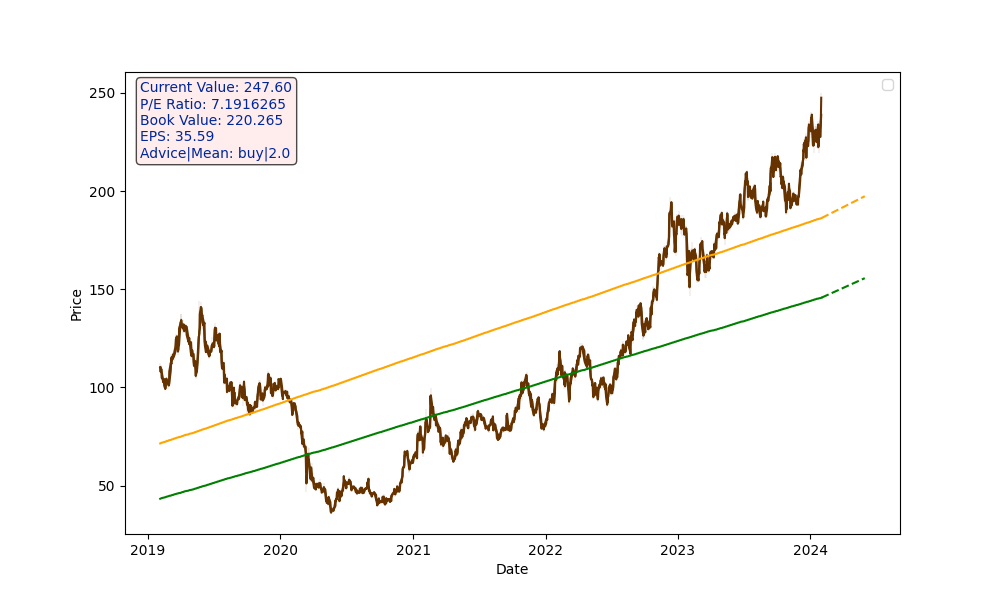 Current Value: 247.60
P/E Ratio: 7.1916265
Book Value: 220.265
EPS: 35.59
Advice|Mean: buy|2.0
250
200
150
100
50
Price
2019 2020 2021 2022 2023 2024
Date